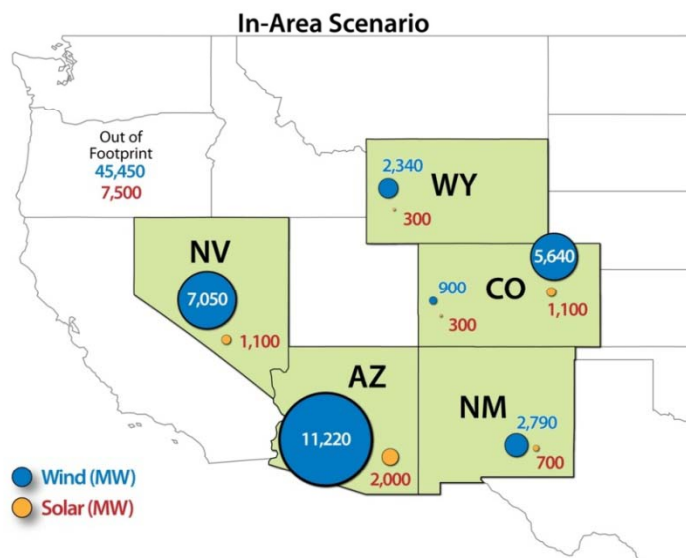 In-Area Scenario
Out of
Footprint
45,450
7,500
2,340
WY
300
NV
7,050
1,100
5,640
900
CO
300
1,100
AZ
11,220
2,000
NM
2,790
700
Wind (MW)
Solar (MW)